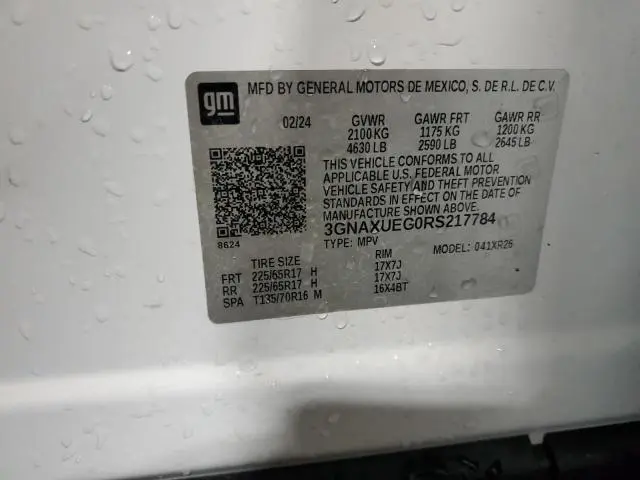 gm MFD BY GENERAL MOTORS DE MEXICO, S. DE R.L. DE C.V.
02/24 GVWR GAWR FRT GAWR RR
2100 KG 1175 KG 1200 KG
4630 LB 2590 LB 2645 LB
THIS VEHICLE CONFORMS TO ALL
APPLICABLE U.S. FEDERAL MOTOR
VEHICLE SAFETY AND THEFT PREVENTION
STANDARDS IN EFFECT ON THE DATE OF
MANUFACTURE SHOWN ABOVE.
3GNAXUEG0RS217784
8624 TYPE: MPV MODEL: 041XR26
TIRE SIZE RIM
FRT 225/65R17 H 17X7J
RR 225/65R17 H 17X7J
SPA T135/70R16 M 16X4BT